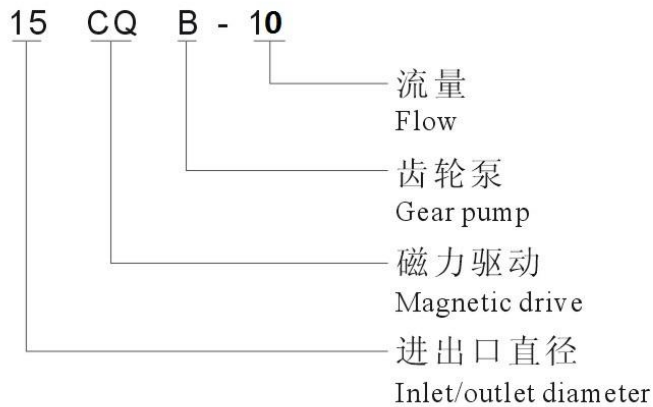 15 CQ B - 10
流量
Flow
齿轮泵
Gear pump
磁力驱动
Magnetic drive
进出口直径
Inlet/outlet diameter